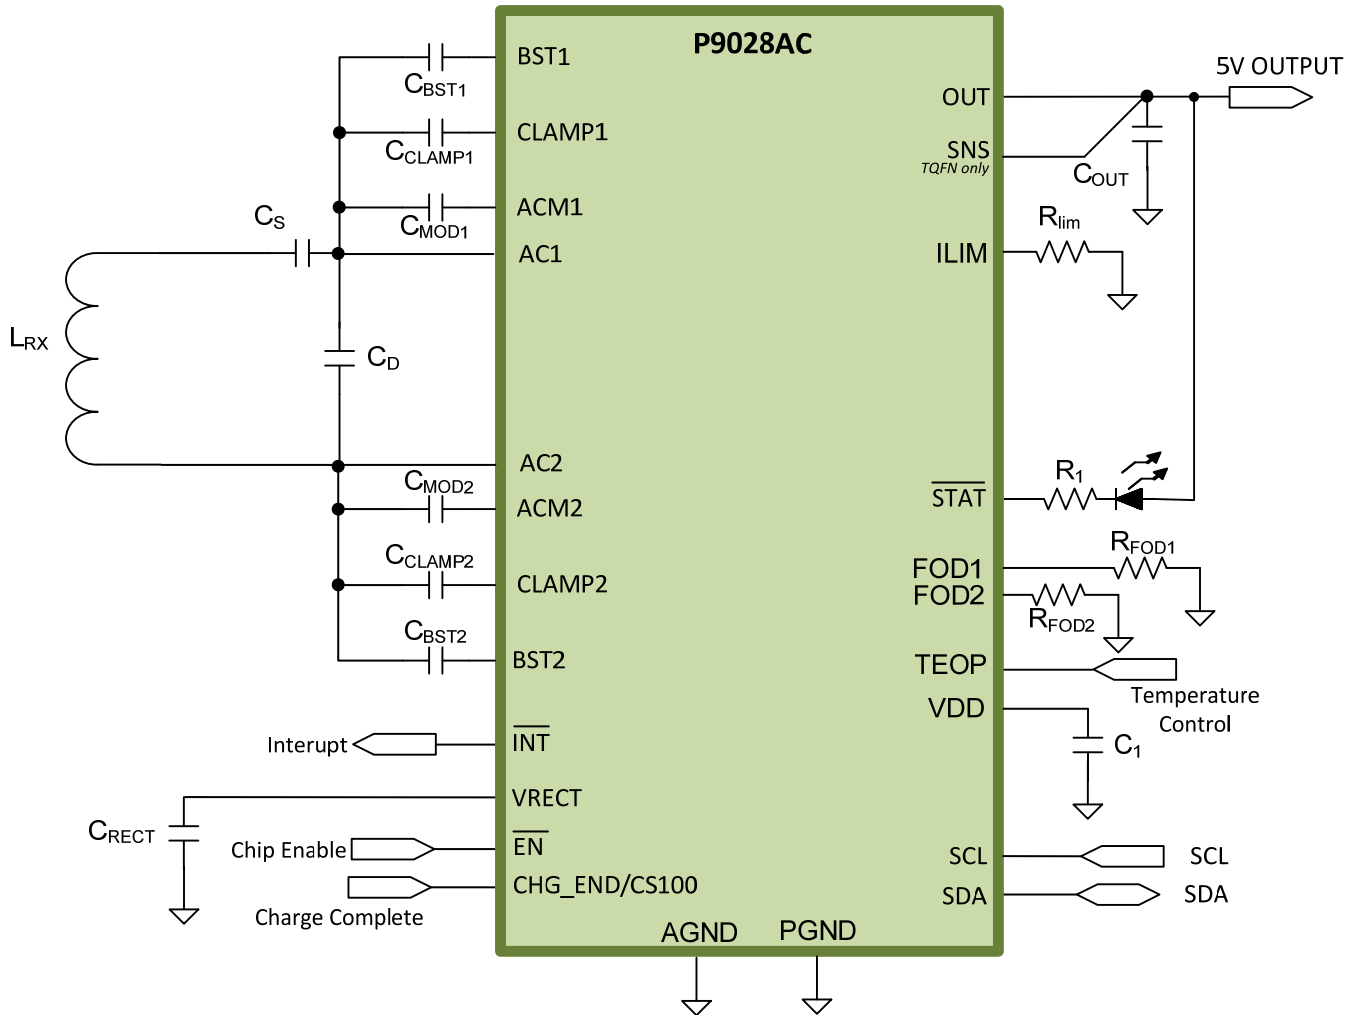 P9028AC
BST1
CBST1
CLAMP1
CCLAMP1
ACM1
CMOD1
CS
AC1
LRX
CD
AC2
CMOD2
ACM2
CCLAMP2
CLAMP2
CBST2
BST2
Interupt
INT
VRECT
CRECT
Chip Enable
EN
CHG_END/CS100
Charge Complete
AGND
PGND
5V OUTPUT
OUT
SNS
TQFN only
COUT
Rlim
ILIM
R1
STAT
RFOD1
FOD1
FOD2
RFOD2
TEOP
Temperature
Control
VDD
C1
SCL
SCL
SDA
SDA